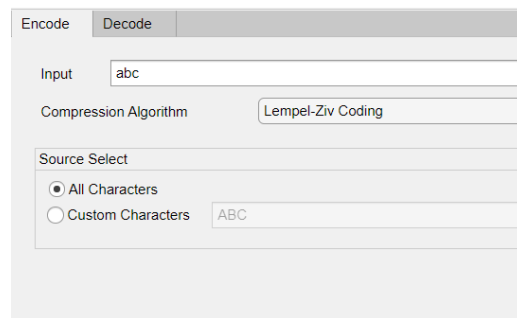 Encode Decode
Input abc
Compression Algorithm Lempel-Ziv Coding
Source Select
All Characters
Custom Characters ABC